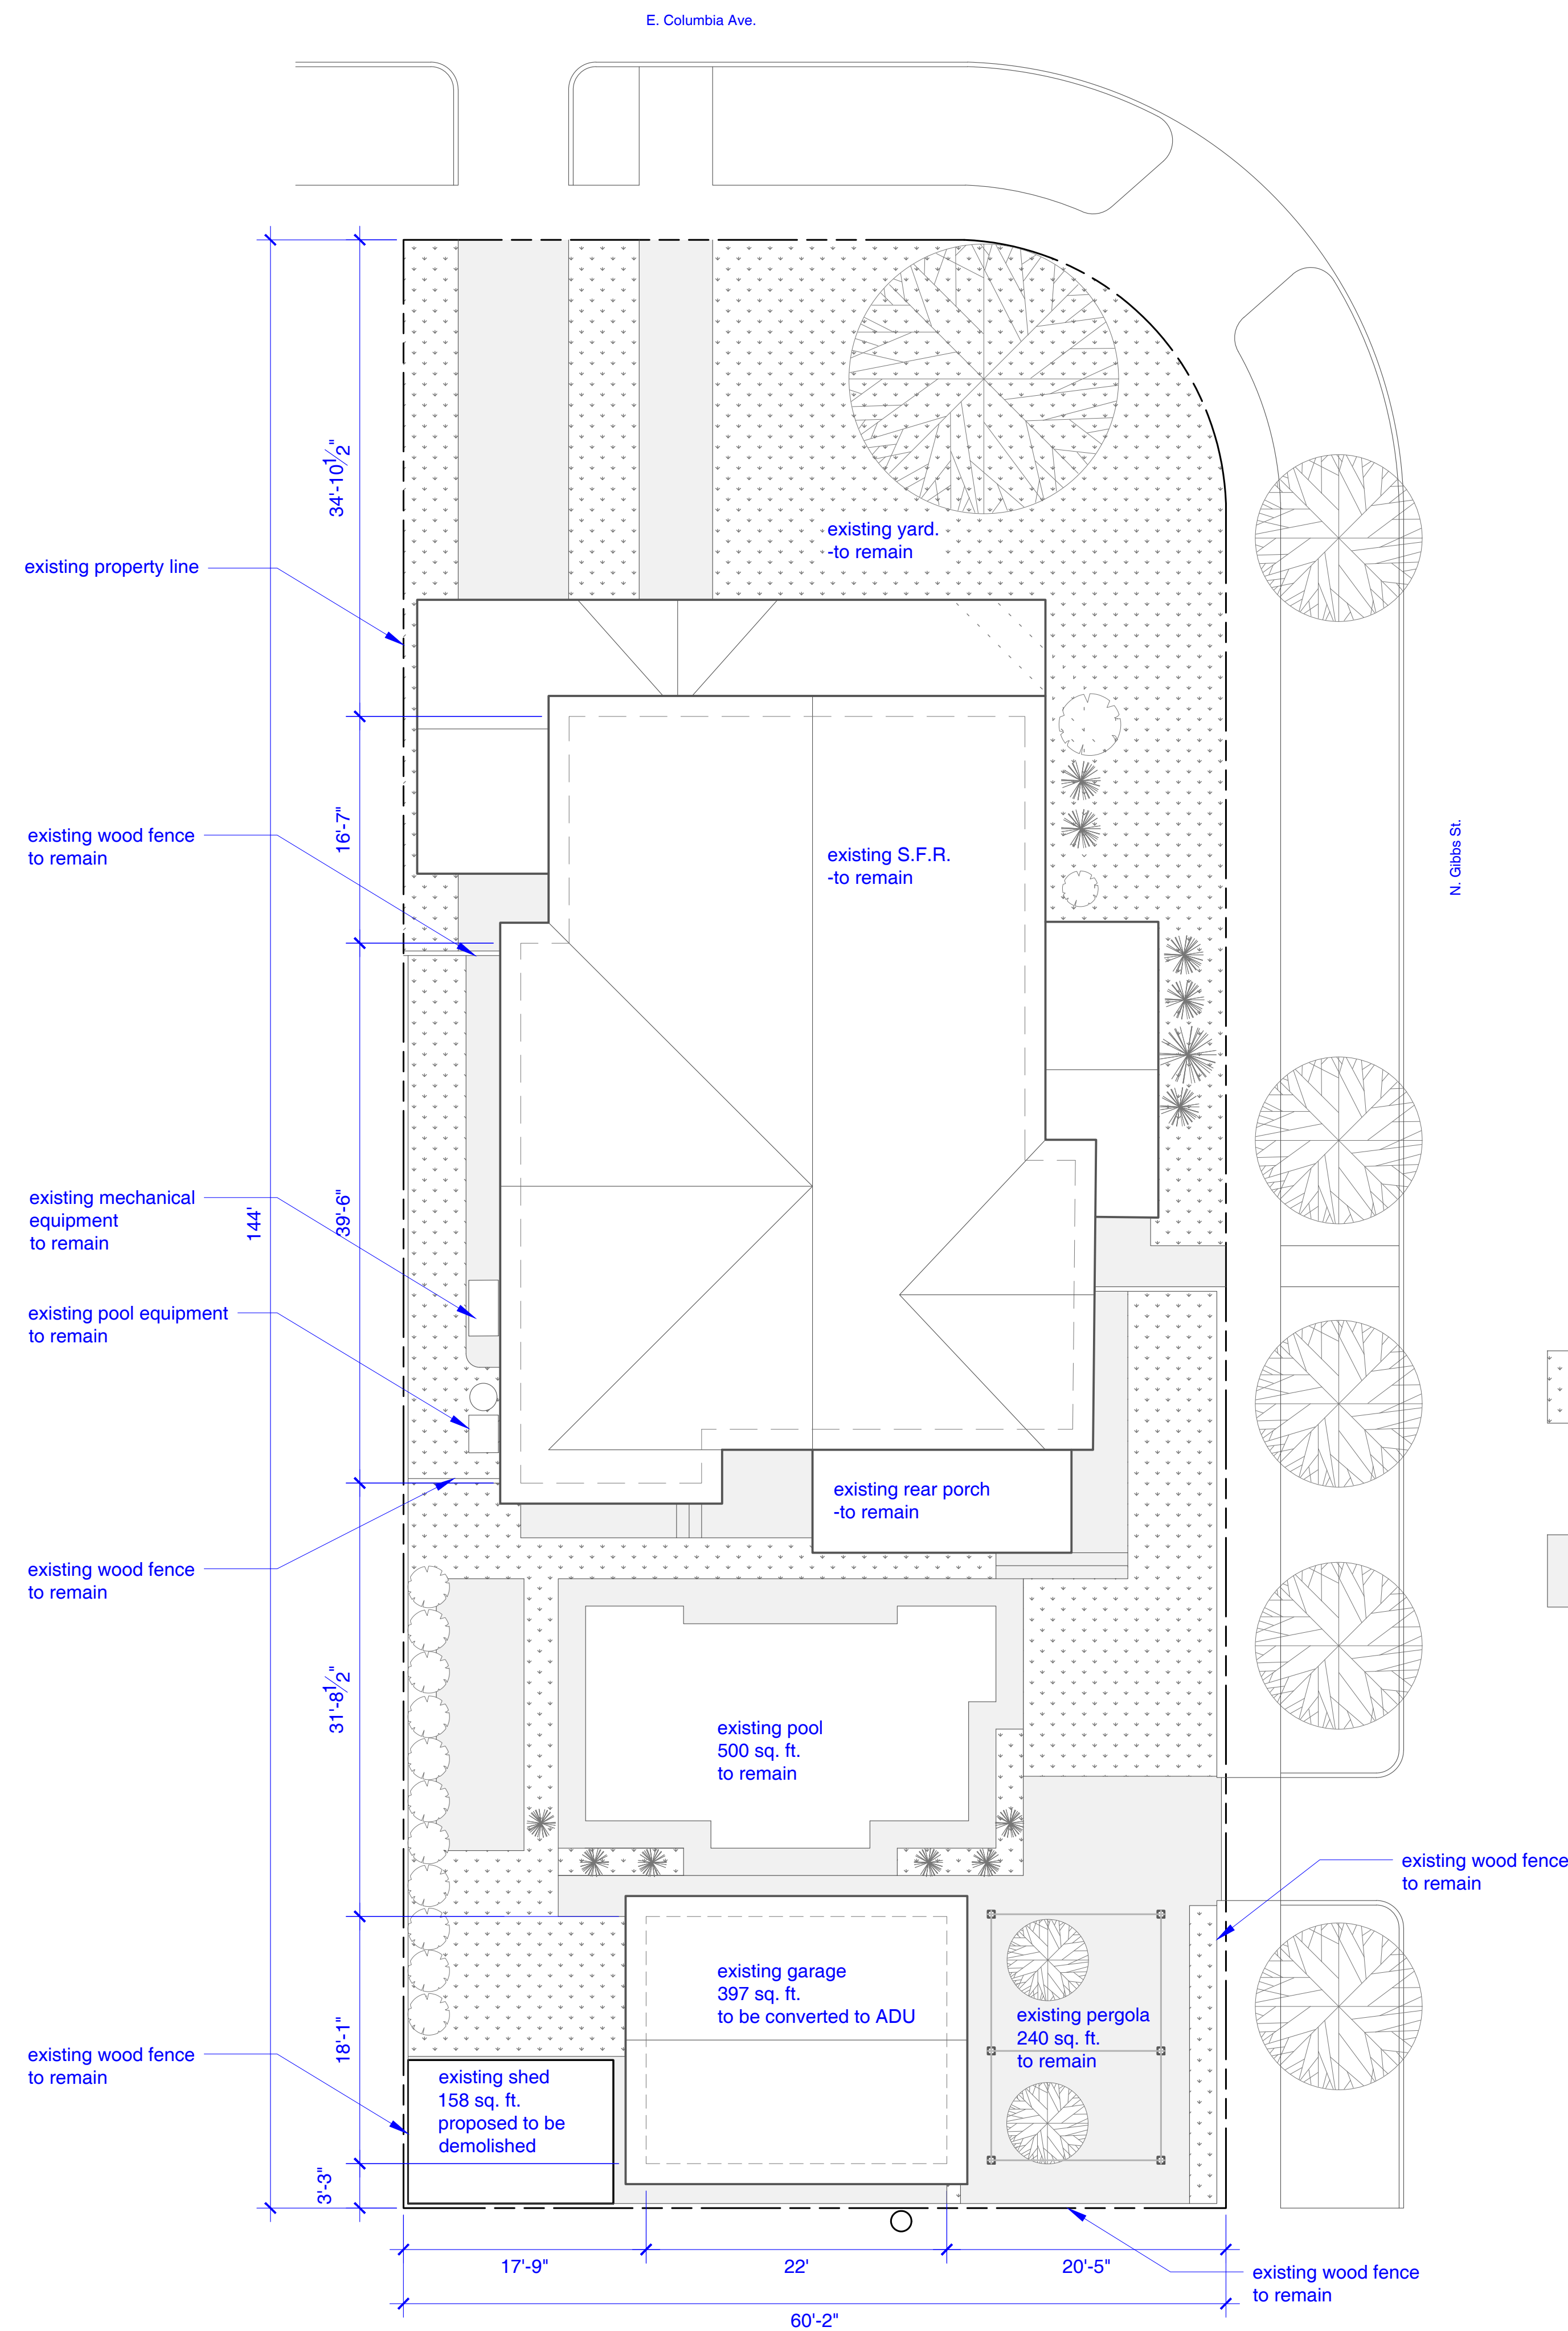 E. Columbia Ave.
34'-10 1/2"
existing yard.
-to remain
existing property line
16'-7"
existing wood fence
to remain
existing S.F.R.
-to remain
N. Gibbs St.
existing mechanical
equipment
to remain
144'
39'-6"
existing pool equipment
to remain
existing rear porch
-to remain
existing wood fence
to remain
31'-8 1/2"
existing pool
500 sq. ft.
to remain
existing wood fence
to remain
existing garage
397 sq. ft.
to be converted to ADU
existing pergola
240 sq. ft.
to remain
18'-1"
existing wood fence
to remain
existing shed
158 sq. ft.
proposed to be
demolished
3'-3"
17'-9"
22'
20'-5"
existing wood fence
to remain
60'-2"